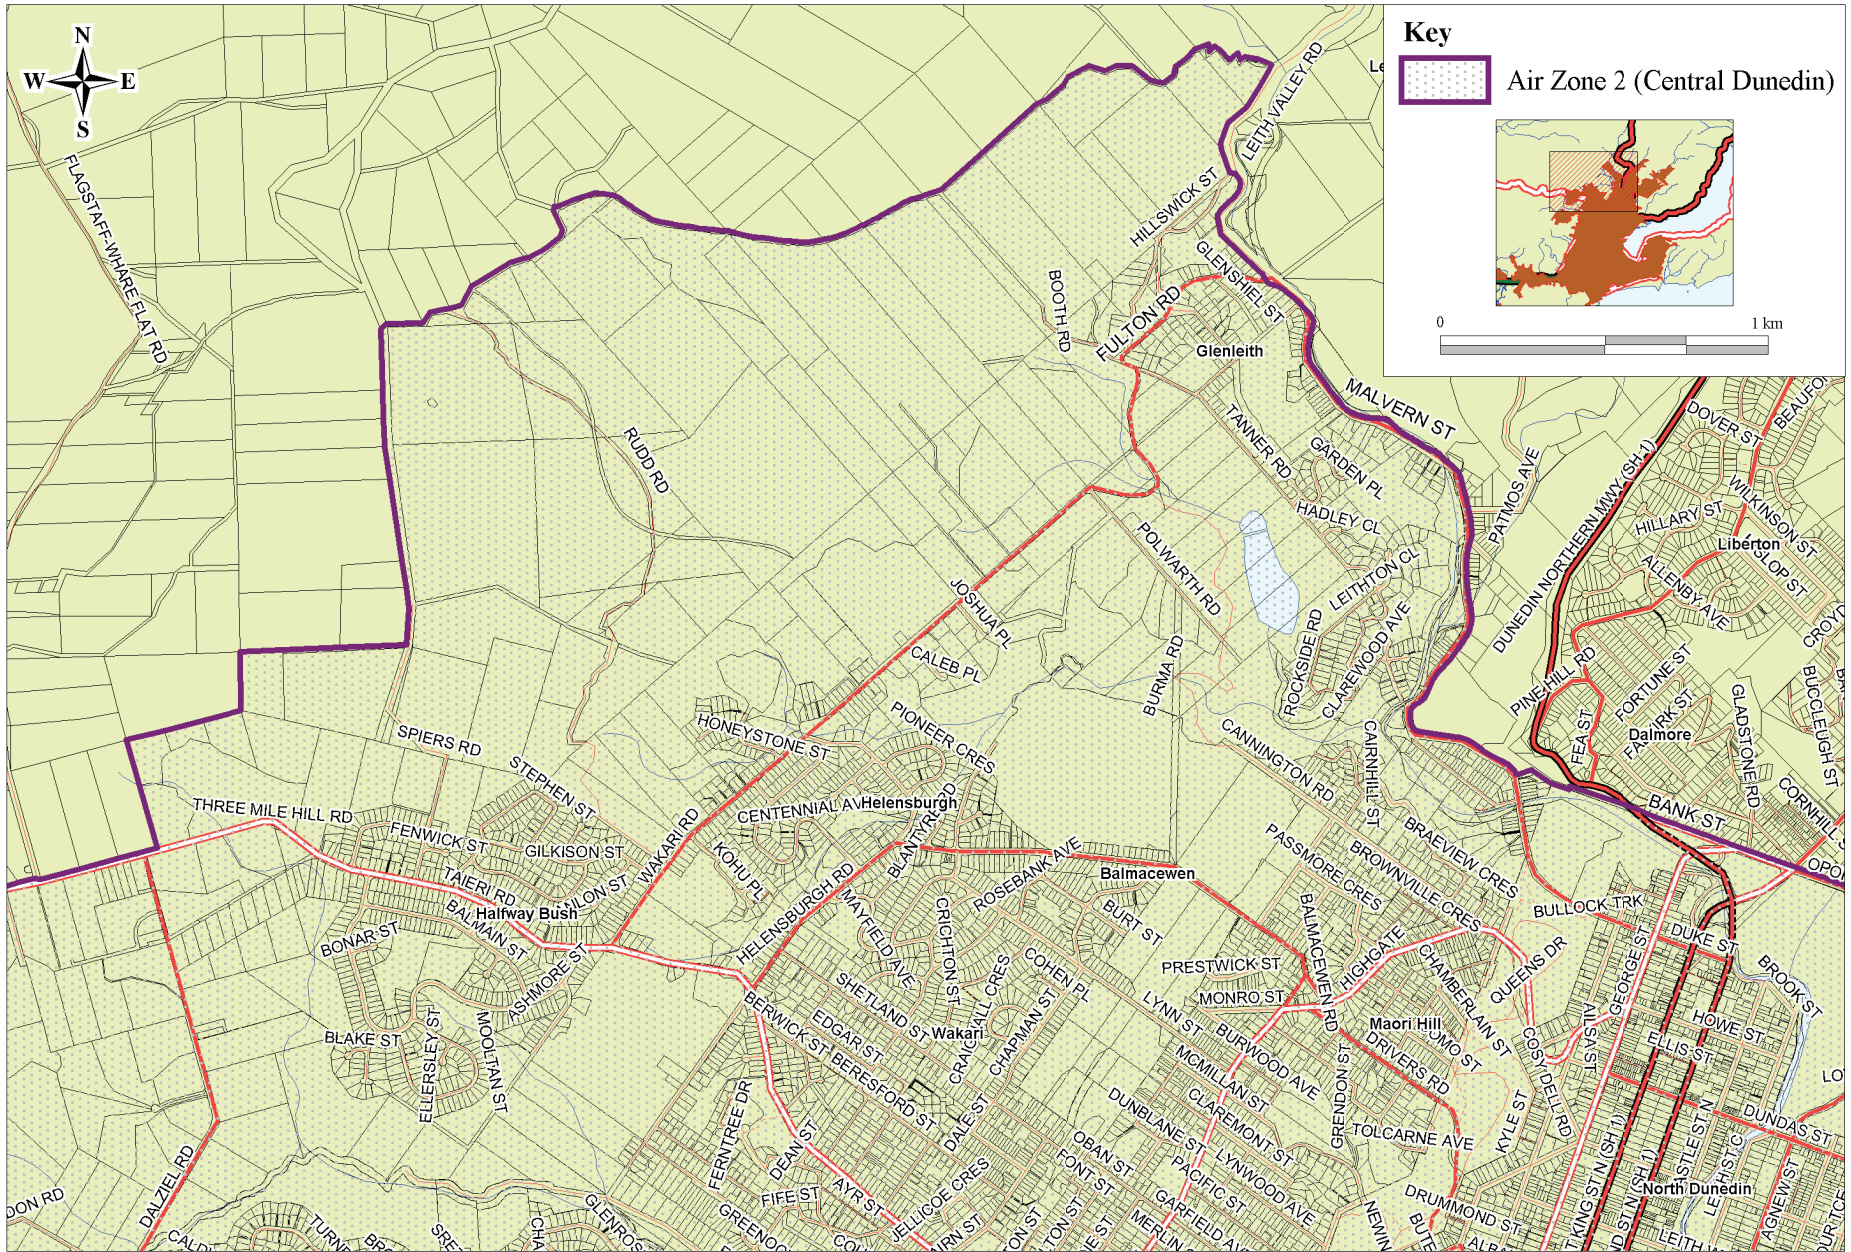 N
W E
S
Key
Air Zone 2 (Central Dunedin)
0 1 km
FLAGSTAFF-WHARE FLAT RD
LEITH VALLEY RD
HILLSWICK ST
GLENSHIEL ST
BOOTH RD
FULTON RD
Glenleith
MALVERN ST
TANNER RD
GARDEN PL
HADLEY CL
PATMOS AVE
DUNEDIN NORTHERN MWY (SH 1)
DOVER ST
WILKINSON ST
HILLARY ST
Liberton
ALLENBY AVE
RUDD RD
POLWARTH RD
JOSHUA PL
CALEB PL
LEITHTON CL
ROCKSIDE RD
CLAREWOOD AVE
BURMA RD
PINE HILL RD
FORTUNE ST
Dalmore
FEA ST
GLADSTONE RD
BUCCLEUGH ST
SPIERS RD
STEPHEN ST
HONEYSTONE ST
PIONEER CRES
CANNINGTON RD
CAIRNHILL ST
BANK ST
THREE MILE HILL RD
FENWICK ST
GILKISON ST
WAKARI RD
CENTENNIAL AV
Helensburgh
BLANTYRE RD
KOHU PL
HELENSBURGH RD
ROSEBANK AVE
Balmacewen
PASSMORE CRES
BROWNVILLE CRES
BRAEVIEW CRES
BULLOCK TRK
TAIERI RD
Halfway Bush
BALMAIN ST
BONAR ST
ASHMORE ST
MAYFIELD AVE
CRICHTON ST
BURT ST
COHEN PL
PRESTWICK ST
MONRO ST
BALMACEWEN RD
HIGHGATE
CHAMBERLAIN ST
QUEENS DR
GEORGE ST
DUKE ST
BROOK ST
BLAKE ST
ELLERSLEY ST
MOOLTAN ST
BERWICK ST
SHETLAND ST
EDGAR ST
BERESFORD ST
Wakari
CHAPMAN ST
LYNN ST
BURWOOD AVE
MCMILLAN ST
CLAREMONT ST
Maori Hill
DRIVERS RD
GRENDON ST
COSY DELL RD
AILSA ST
HOWE ST
ELLIS ST
DUNDAS ST
DALZIEL RD
FERNTREE DR
DEAN ST
DALE ST
DUNBLANE ST
LYNWOOD AVE
TOLCARNE AVE
KYLE ST
FIFE ST
AYR ST
JELLICOE CRES
OBAN ST
FONT ST
PACIFIC ST
GARFIELD AVE
DRUMMOND ST
North Dunedin
AGNEW ST